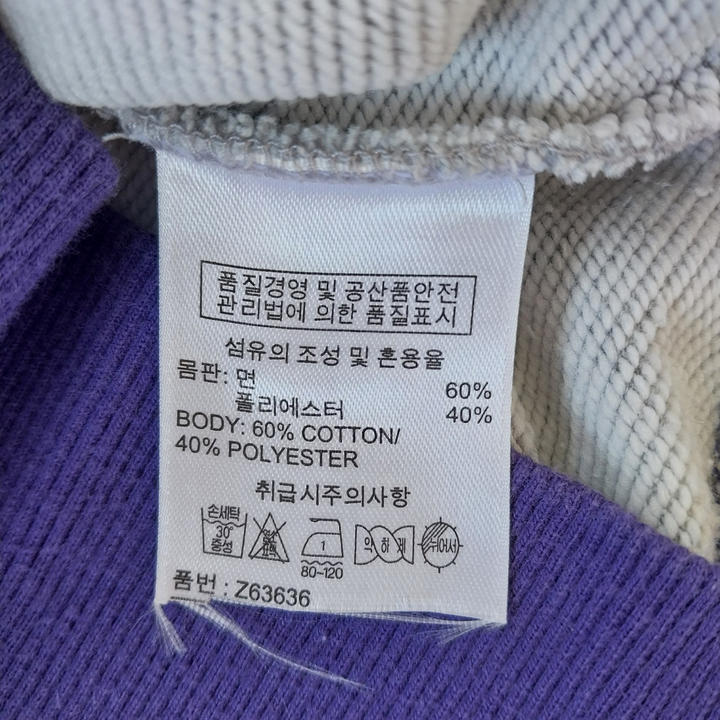 품질경영 및 공산품안전
관리법에 의한 품질표시
섬유의 조성 및 혼용율
몸판: 면 60%
폴리에스터 40%
BODY: 60% COTTON/
40% POLYESTER
취급시주의사항
손세탁
30°
중성
1
80-120
약하게
뉘어서
품번 : Z63636